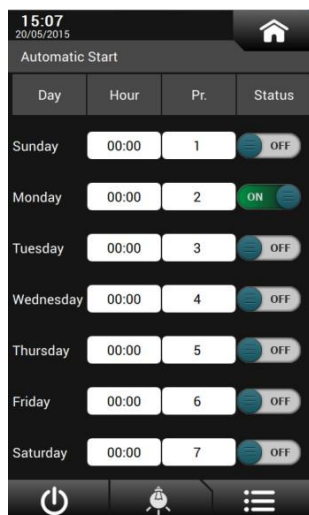 15:07
20/05/2015
Automatic Start
Day Hour Pr. Status
Sunday 00:00 1 OFF
Monday 00:00 2 ON
Tuesday 00:00 3 OFF
Wednesday 00:00 4 OFF
Thursday 00:00 5 OFF
Friday 00:00 6 OFF
Saturday 00:00 7 OFF